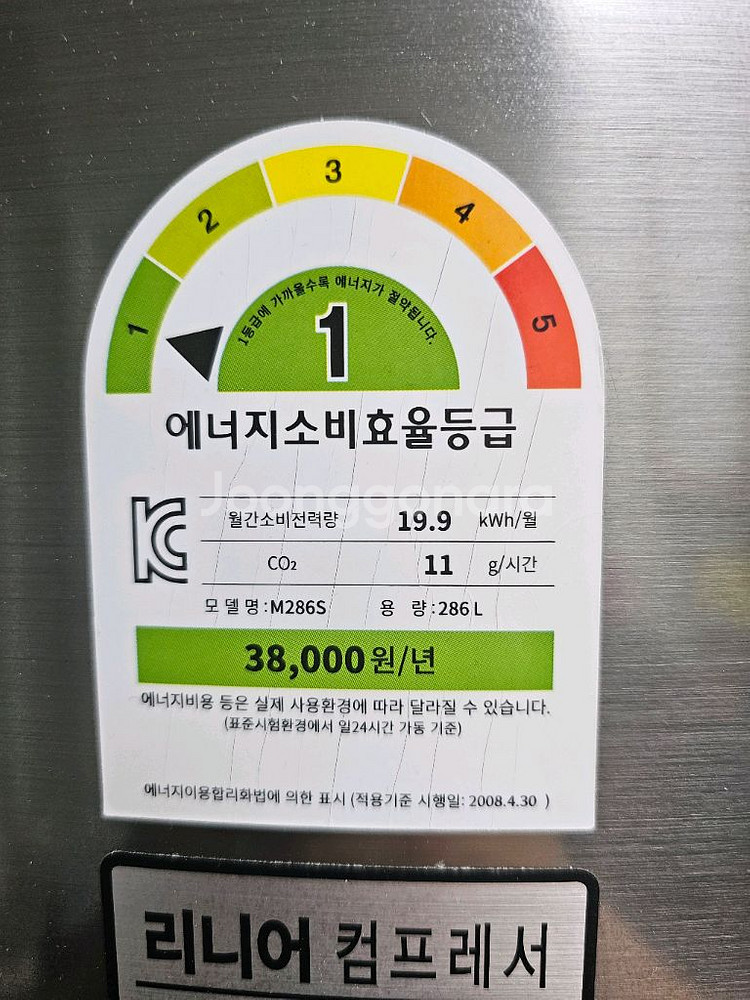 1 2 3 4 5
1등급에 가까울수록 에너지가 절약됩니다.
1
에너지소비효율등급
Joonggonara
월간소비전력량 19.9 kWh/월
CO₂ 11 g/시간
모델명:M286S 용 량:286L
38,000원/년
에너지비용 등은 실제 사용환경에 따라 달라질 수 있습니다.
(표준시험환경에서 일24시간 가동 기준)
에너지이용합리화법에 의한 표시 (적용기준 시행일: 2008.4.30 )
리니어 컴프레서